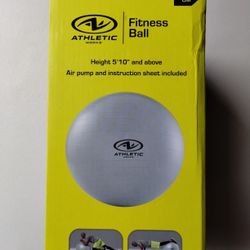 ATHLETIC
WORKS
Fitness
Ball
Height 5'10" and above
Air pump and instruction sheet included
ATHLETIC
WORKS